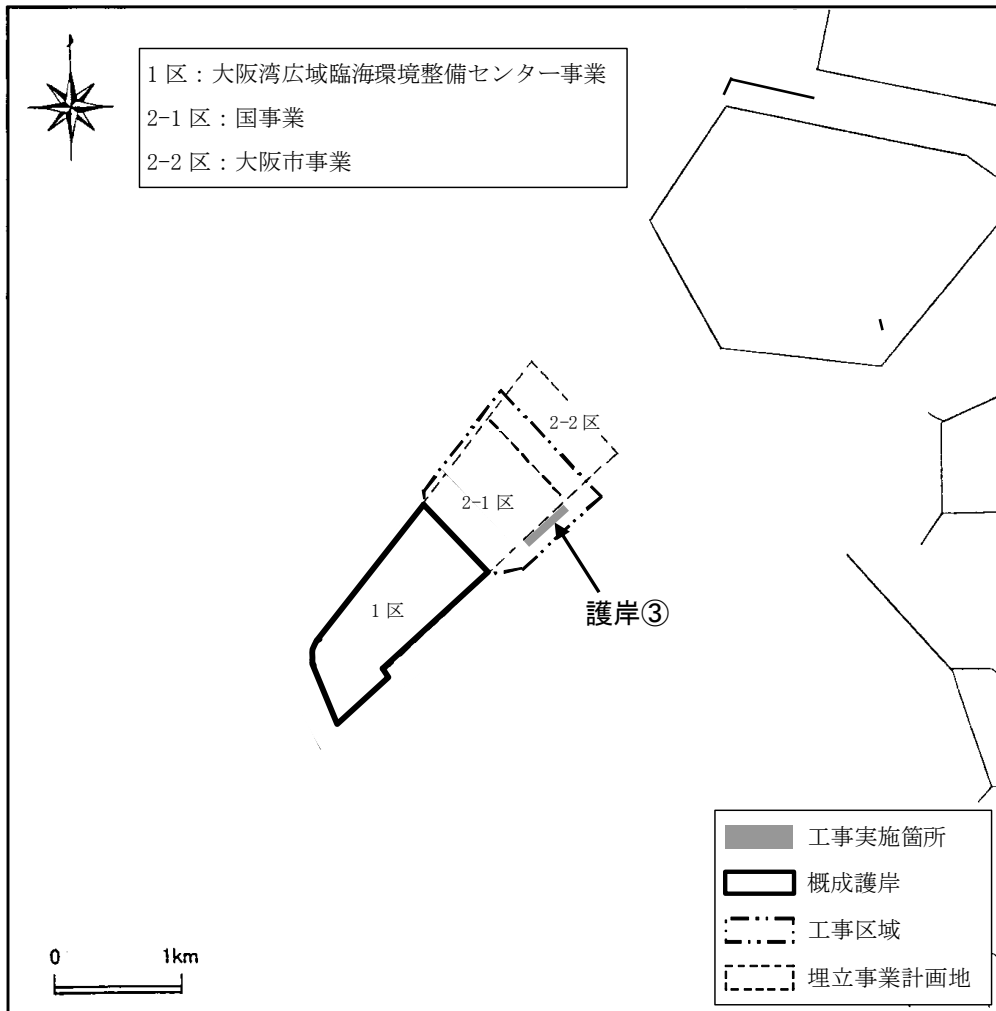 1 区：大阪湾広域臨海環境整備センター事業
2-1 区：国事業
2-2 区：大阪市事業
2-2 区
2-1 区
1 区
護岸③
工事実施箇所
概成護岸
工事区域
埋立事業計画地
0 1km